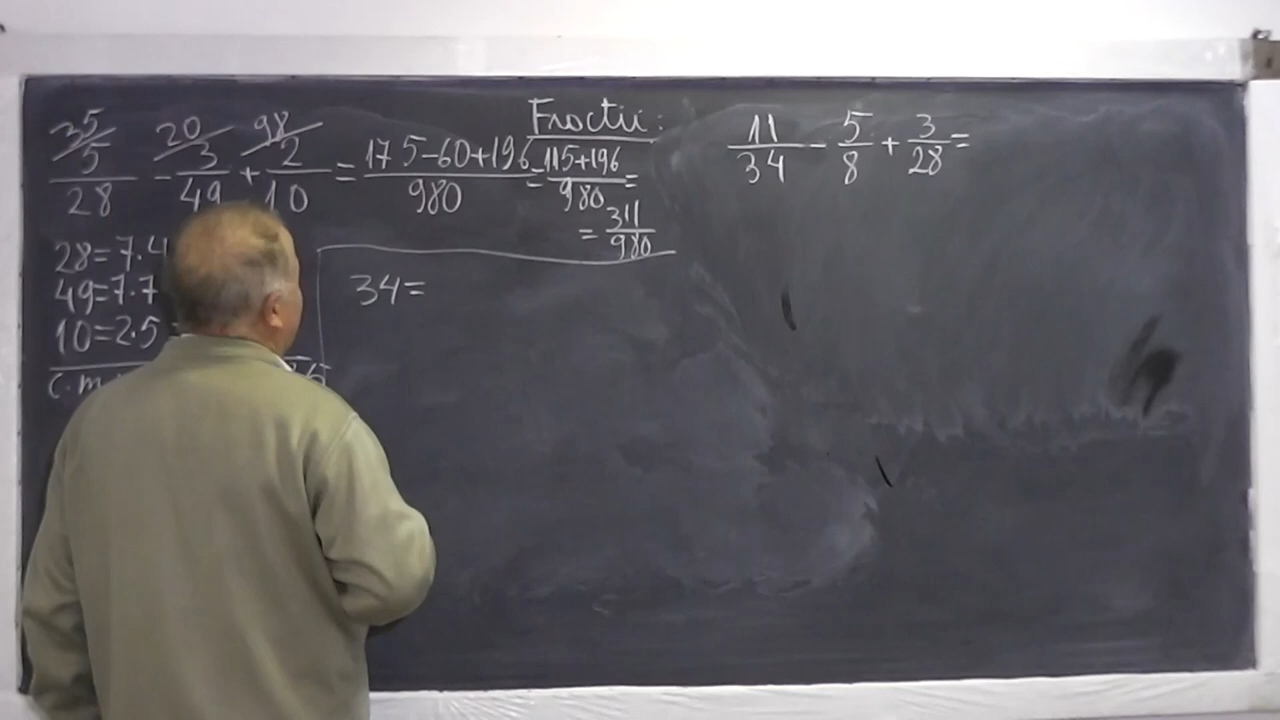 Fractii:
35 20 98
5/28 - 3/49 + 2/10 = 175-60+196/980 = 115+196/980 =
= 311/980
28=7.4
49=7.7
10=2.5
34=
11/34 - 5/8 + 3/28 =